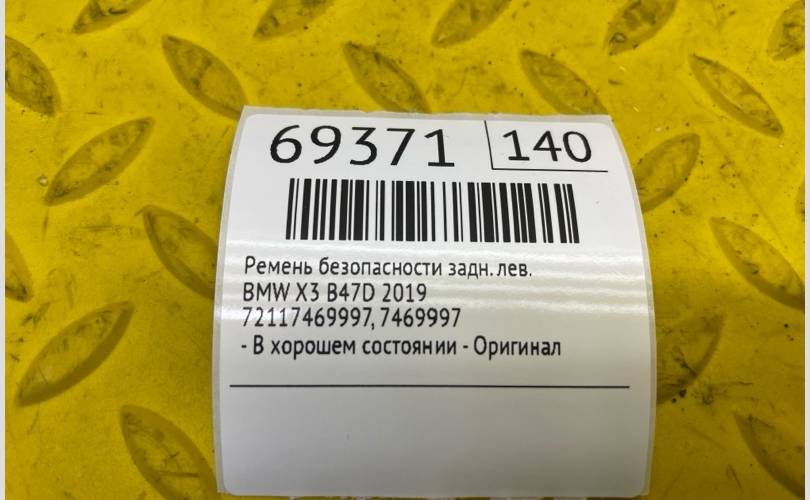 69371 140
Ремень безопасности задн. лев.
BMW X3 B47D 2019
72117469997, 7469997
- В хорошем состоянии - Оригинал